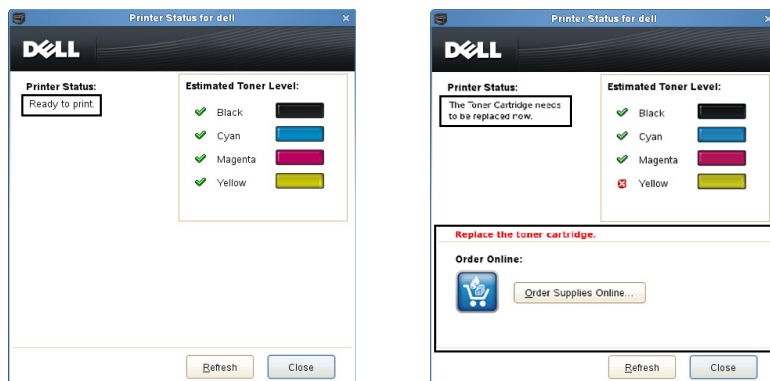 Printer Status for dell
DELL
Printer Status:
Ready to print.
Estimated Toner Level:
Black
Cyan
Magenta
Yellow
Refresh
Close
Printer Status for dell
DELL
Printer Status:
The Toner Cartridge needs
to be replaced now.
Estimated Toner Level:
Black
Cyan
Magenta
Yellow
Replace the toner cartridge.
Order Online:
Order Supplies Online...
Refresh
Close